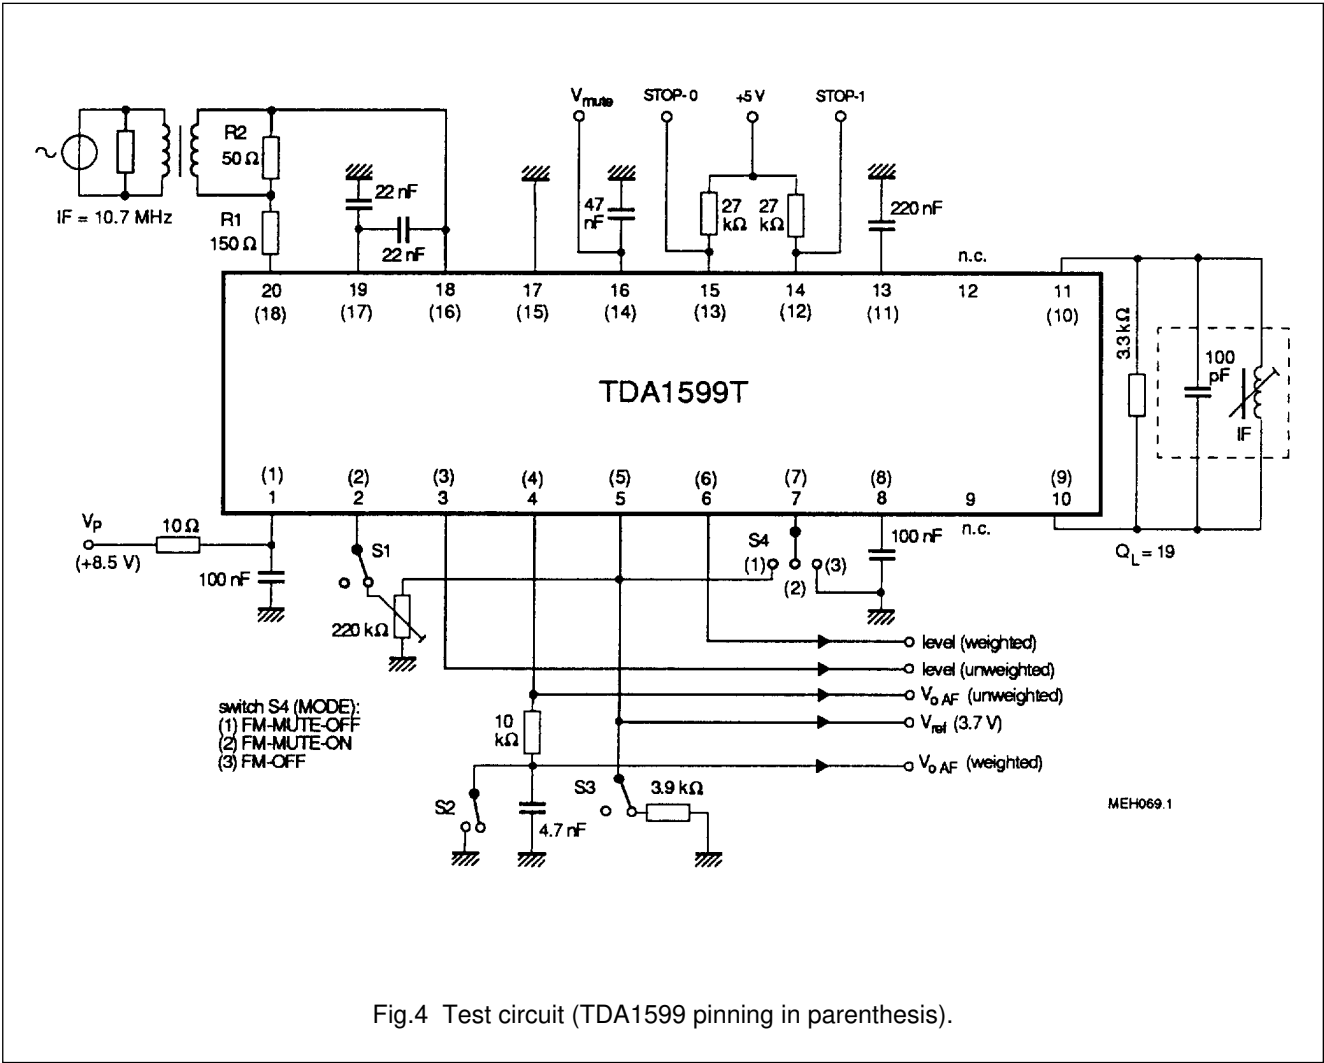 V mute
STOP-0
+5 V
STOP-1
R2
50 Ω
IF = 10.7 MHz
R1
150 Ω
22 nF
22 nF
47
nF
27
kΩ
27
kΩ
220 nF
n.c.
20
19
18
17
16
15
14
13
12
11
(18)
(17)
(16)
(15)
(14)
(13)
(12)
(11)
(10)
3.3 kΩ
100
pF
IF
TDA1599T
(1)
(2)
(3)
(4)
(5)
(6)
(7)
(8)
(9)
1
2
3
4
5
6
7
8
9
10
n.c.
V P
(+8.5 V)
10 Ω
100 nF
S1
220 kΩ
S4
(1)
(2)
(3)
100 nF
Q L = 19
level (weighted)
level (unweighted)
V o AF (unweighted)
V ref (3.7 V)
V o AF (weighted)
switch S4 (MODE):
(1) FM-MUTE-OFF
(2) FM-MUTE-ON
(3) FM-OFF
10
kΩ
S2
4.7 nF
S3
3.9 kΩ
MEH069.1
Fig.4 Test circuit (TDA1599 pinning in parenthesis).